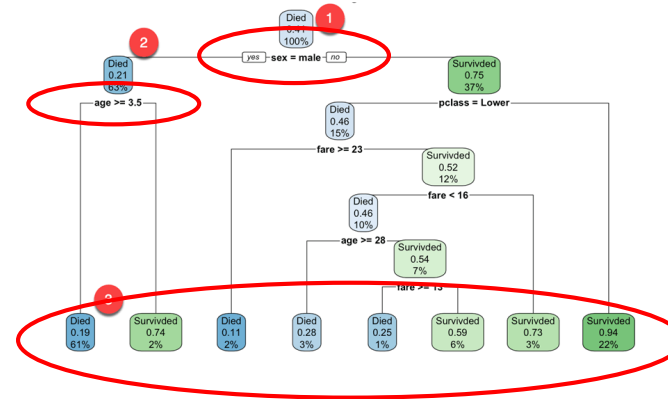 1
Died
0.41
100%
yes sex = male no
2
Died
0.21
63%
age >= 3.5
Survivded
0.75
37%
pclass = Lower
Died
0.46
15%
fare >= 23
Survivded
0.52
12%
fare < 16
Died
0.46
10%
age >= 28
Survivded
0.54
7%
fare >= 15
3
Died
0.19
61%
Survivded
0.74
2%
Died
0.11
2%
Died
0.28
3%
Died
0.25
1%
Survivded
0.59
6%
Survivded
0.73
3%
Survivded
0.94
22%